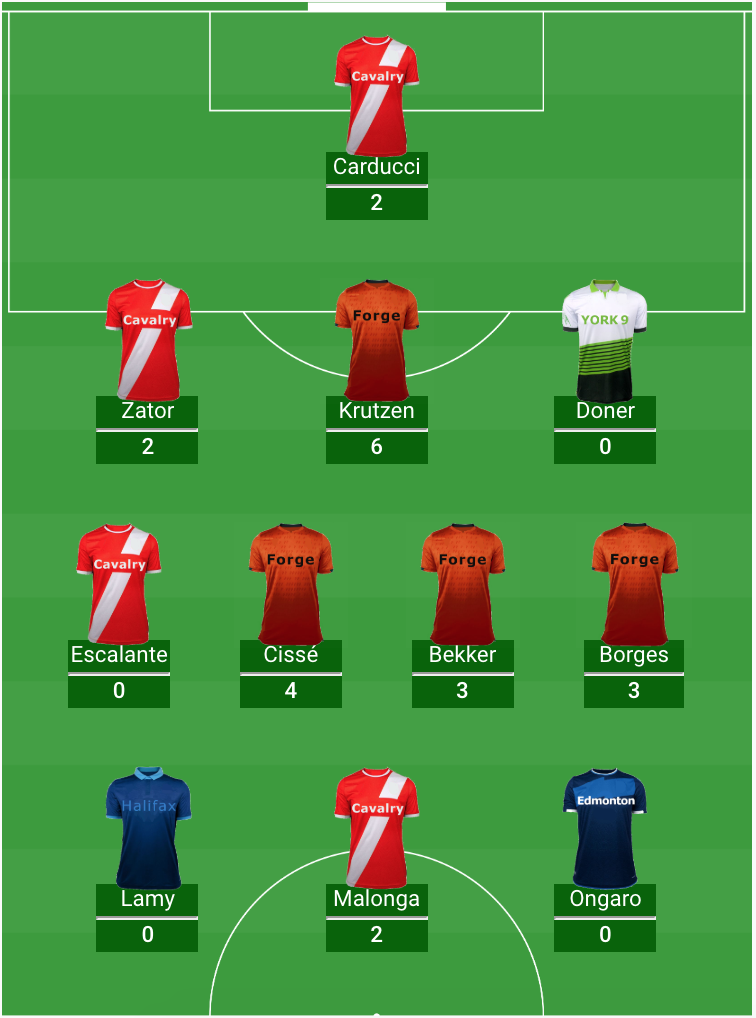 Cavalry
Carducci
2
Cavalry
Forge
YORK 9
Zator
Krutzen
Doner
2
6
0
Cavalry
Forge
Forge
Forge
Escalante
Cissé
Bekker
Borges
0
4
3
3
Halifax
Cavalry
Edmonton
Lamy
Malonga
Ongaro
0
2
0